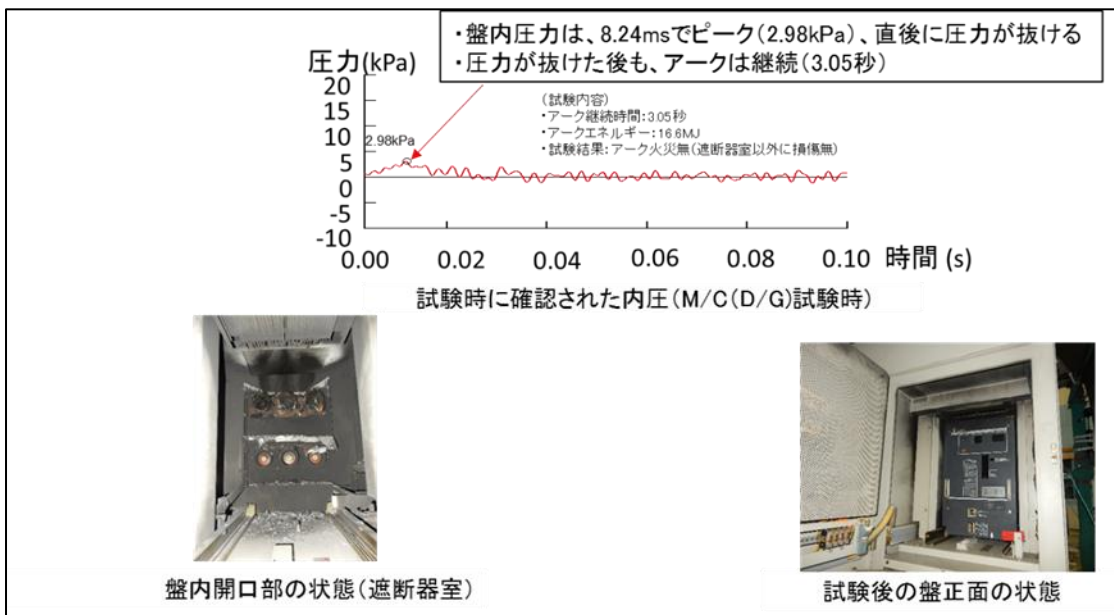 ・盤内圧力は、8.24msでピーク(2.98kPa)、直後に圧力が抜ける
・圧力が抜けた後も、アークは継続(3.05秒)
圧力(kPa)
(試験内容)
・アーク継続時間:3.05秒
・アークエネルギー:16.6MJ
・試験結果:アーク火災無(遮断器室以外に損傷無)
2.98kPa
20
15
10
5
0
-5
-10
0.00 0.02 0.04 0.06 0.08 0.10 時間 (s)
試験時に確認された内圧(M/C(D/G)試験時)
盤内開口部の状態(遮断器室)
試験後の盤正面の状態